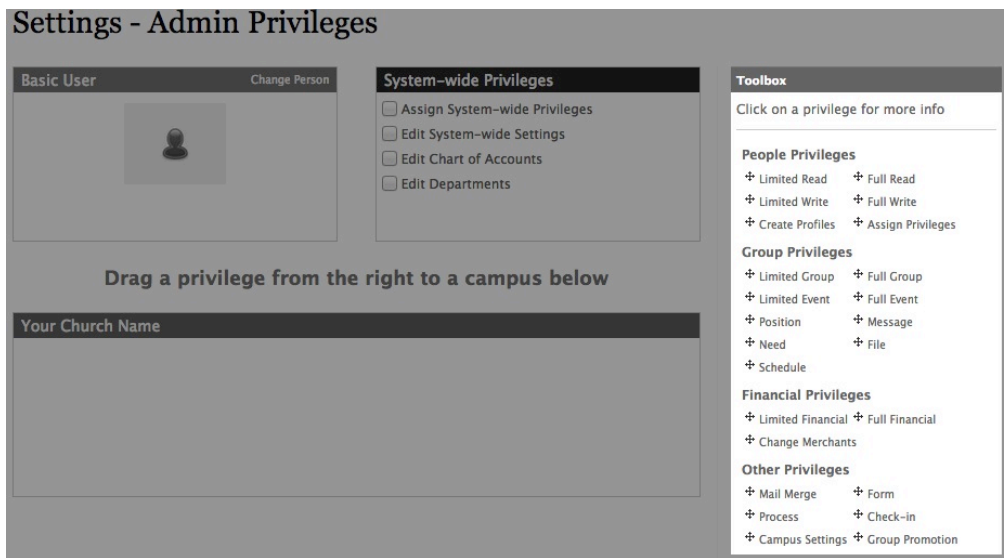 Settings - Admin Privileges
Basic User
Change Person
System-wide Privileges
Assign System-wide Privileges
Edit System-wide Settings
Edit Chart of Accounts
Edit Departments
Drag a privilege from the right to a campus below
Your Church Name
Toolbox
Click on a privilege for more info
People Privileges
Limited Read Full Read
Limited Write Full Write
Create Profiles Assign Privileges
Group Privileges
Limited Group Full Group
Limited Event Full Event
Position Message
Need File
Schedule
Financial Privileges
Limited Financial Full Financial
Change Merchants
Other Privileges
Mail Merge Form
Process Check-in
Campus Settings Group Promotion